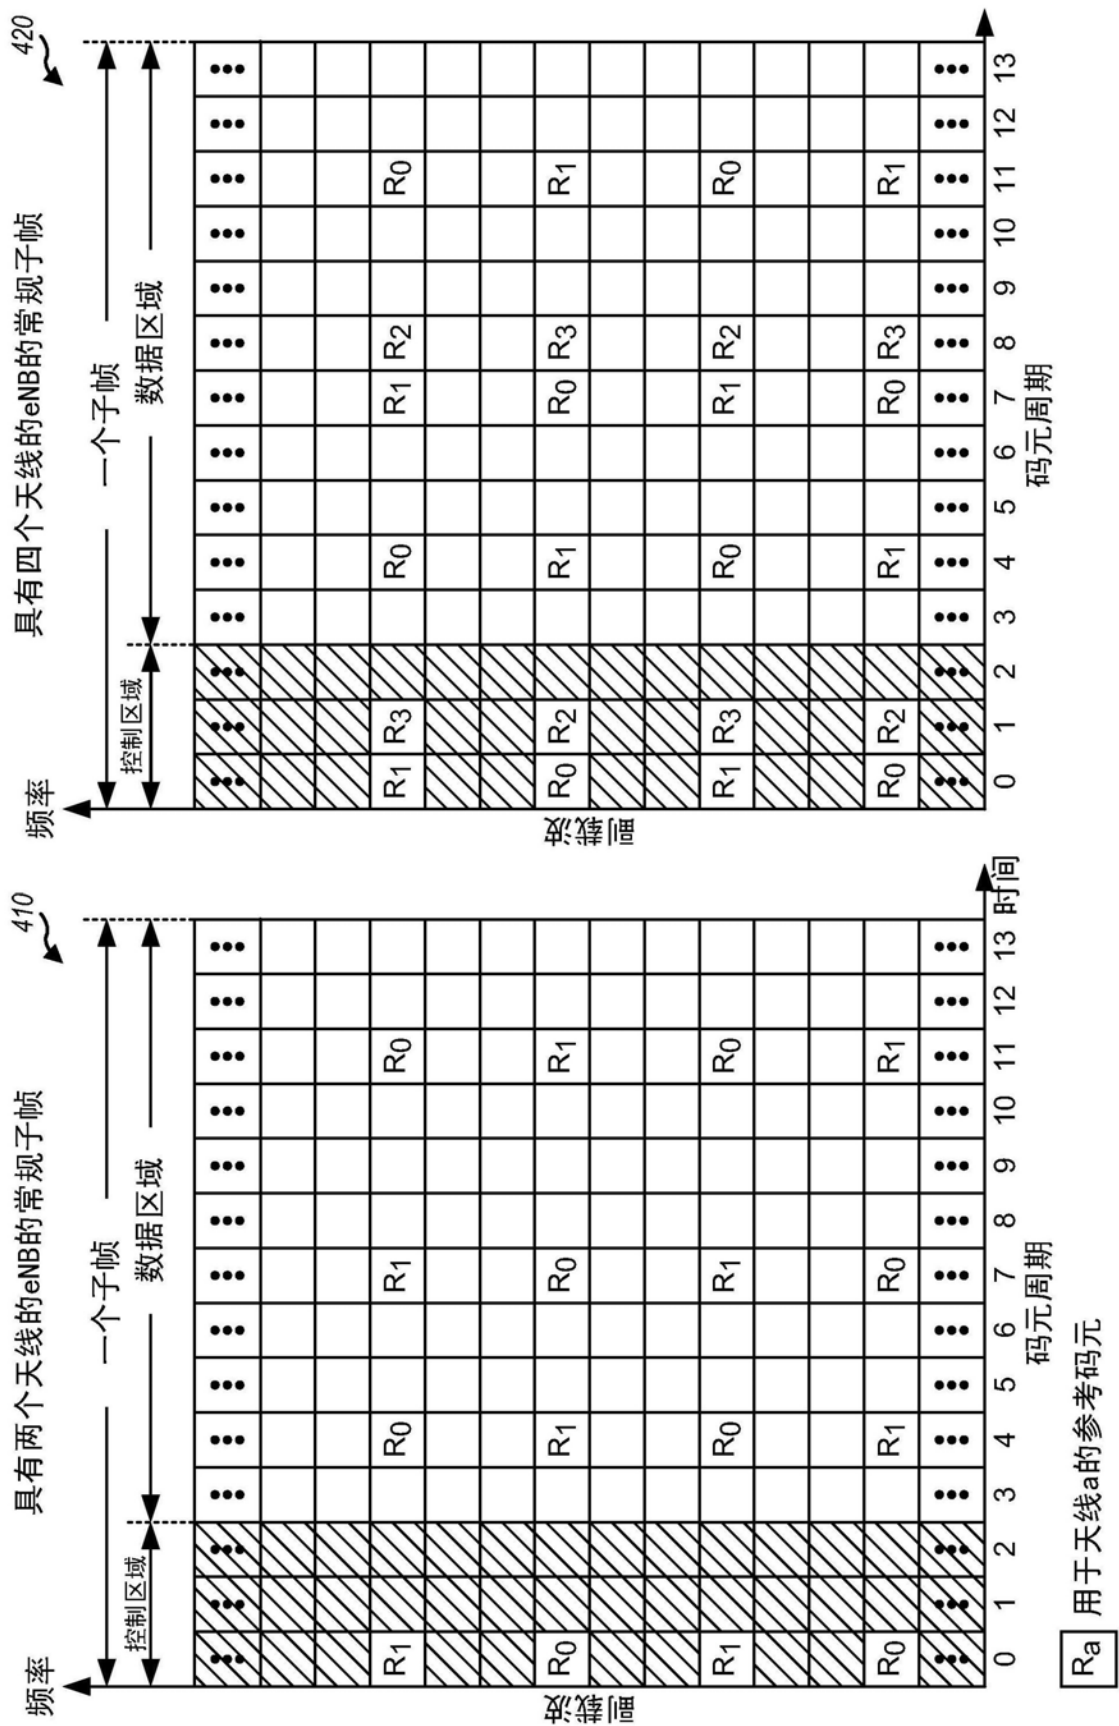 具有两个天线的eNB的常规子帧
410
频率
一个子帧
控制区域
数据区域
副载波
•••  •••  •••  •••  •••  •••  •••  •••  •••  •••  •••  •••  •••  •••
R1 R0 R1 R0
R0 R1 R0 R1
R1 R0 R1 R0
R0 R1 R0 R1
•••  •••  •••  •••  •••  •••  •••  •••  •••  •••  •••  •••  •••  •••
0 1 2 3 4 5 6 7 8 9 10 11 12 13 时间
码元周期
Ra 用于天线a的参考码元
具有四个天线的eNB的常规子帧
420
频率
一个子帧
控制区域
数据区域
副载波
•••  •••  •••  •••  •••  •••  •••  •••  •••  •••  •••  •••  •••  •••
R1 R3 R0 R1 R2 R0
R0 R2 R1 R0 R3 R1
R1 R3 R0 R1 R2 R0
R0 R2 R1 R0 R3 R1
•••  •••  •••  •••  •••  •••  •••  •••  •••  •••  •••  •••  •••  •••
0 1 2 3 4 5 6 7 8 9 10 11 12 13
码元周期